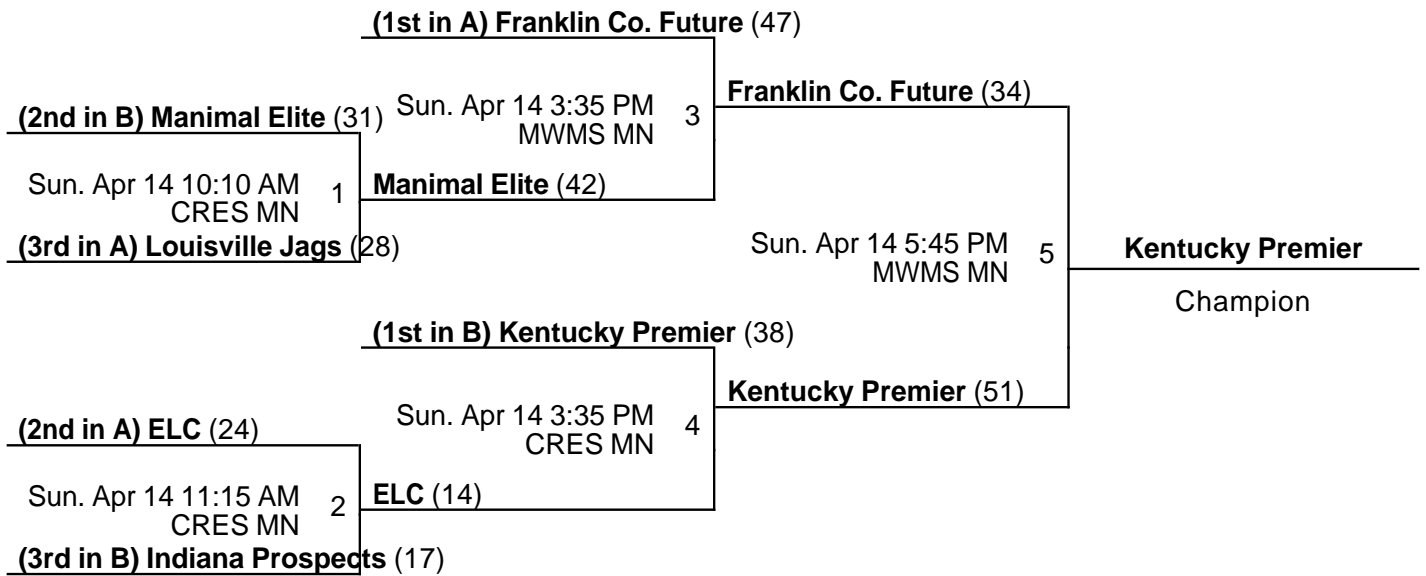 (1st in A) Franklin Co. Future (47)
Franklin Co. Future (34)
(2nd in B) Manimal Elite (31)
Sun. Apr 14 3:35 PM
MWMS MN
3
Sun. Apr 14 10:10 AM
CRES MN
1
Manimal Elite (42)
(3rd in A) Louisville Jags (28)
Sun. Apr 14 5:45 PM
MWMS MN
5
Kentucky Premier
Champion
(1st in B) Kentucky Premier (38)
Kentucky Premier (51)
(2nd in A) ELC (24)
Sun. Apr 14 3:35 PM
CRES MN
4
Sun. Apr 14 11:15 AM
CRES MN
2
ELC (14)
(3rd in B) Indiana Prospects (17)